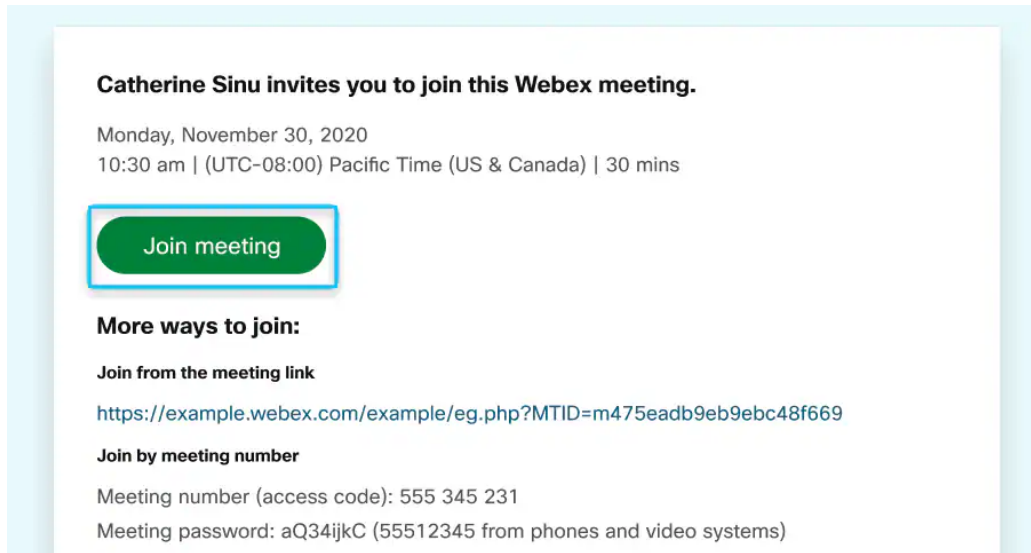 Catherine Sinu invites you to join this Webex meeting.
Monday, November 30, 2020
10:30 am | (UTC-08:00) Pacific Time (US & Canada) | 30 mins
Join meeting
More ways to join:
Join from the meeting link
https://example.webex.com/example/eg.php?MTID=m475eadb9eb9ebc48f669
Join by meeting number
Meeting number (access code): 555 345 231
Meeting password: aQ34ijkC (55512345 from phones and video systems)